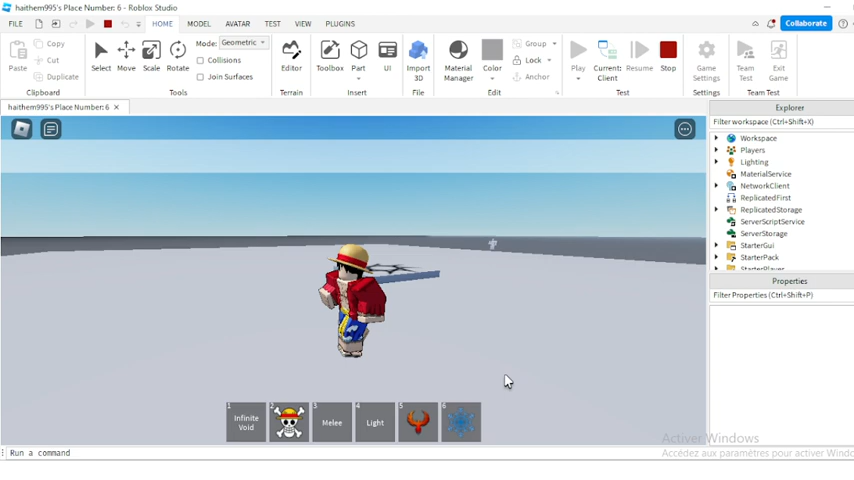 haithem995's Place Number: 6 - Roblox Studio
FILE HOME MODEL AVATAR TEST VIEW PLUGINS Collaborate
Paste Copy Cut Duplicate
Clipboard
Select Move Scale Rotate
Mode: Geometric
Collisions
Join Surfaces
Tools
Editor
Terrain
Toolbox Part UI
Insert
Import 3D
File
Material Manager Color
Group
Lock
Anchor
Edit
Play Current: Client Resume Stop
Test
Game Settings
Settings
Team Test Exit Game
Team Test
haithem995's Place Number: 6
Explorer
Filter workspace (Ctrl+Shift+X)
Workspace
Players
Lighting
MaterialService
NetworkClient
ReplicatedFirst
ReplicatedStorage
ServerScriptService
ServerStorage
StarterGui
StarterPack
StarterPlayer
Properties
Filter Properties (Ctrl+Shift+P)
1 Infinite Void
2
3 Melee
4 Light
5
6
Activer Windows
Accédez aux paramètres pour activer Windo
Run a command